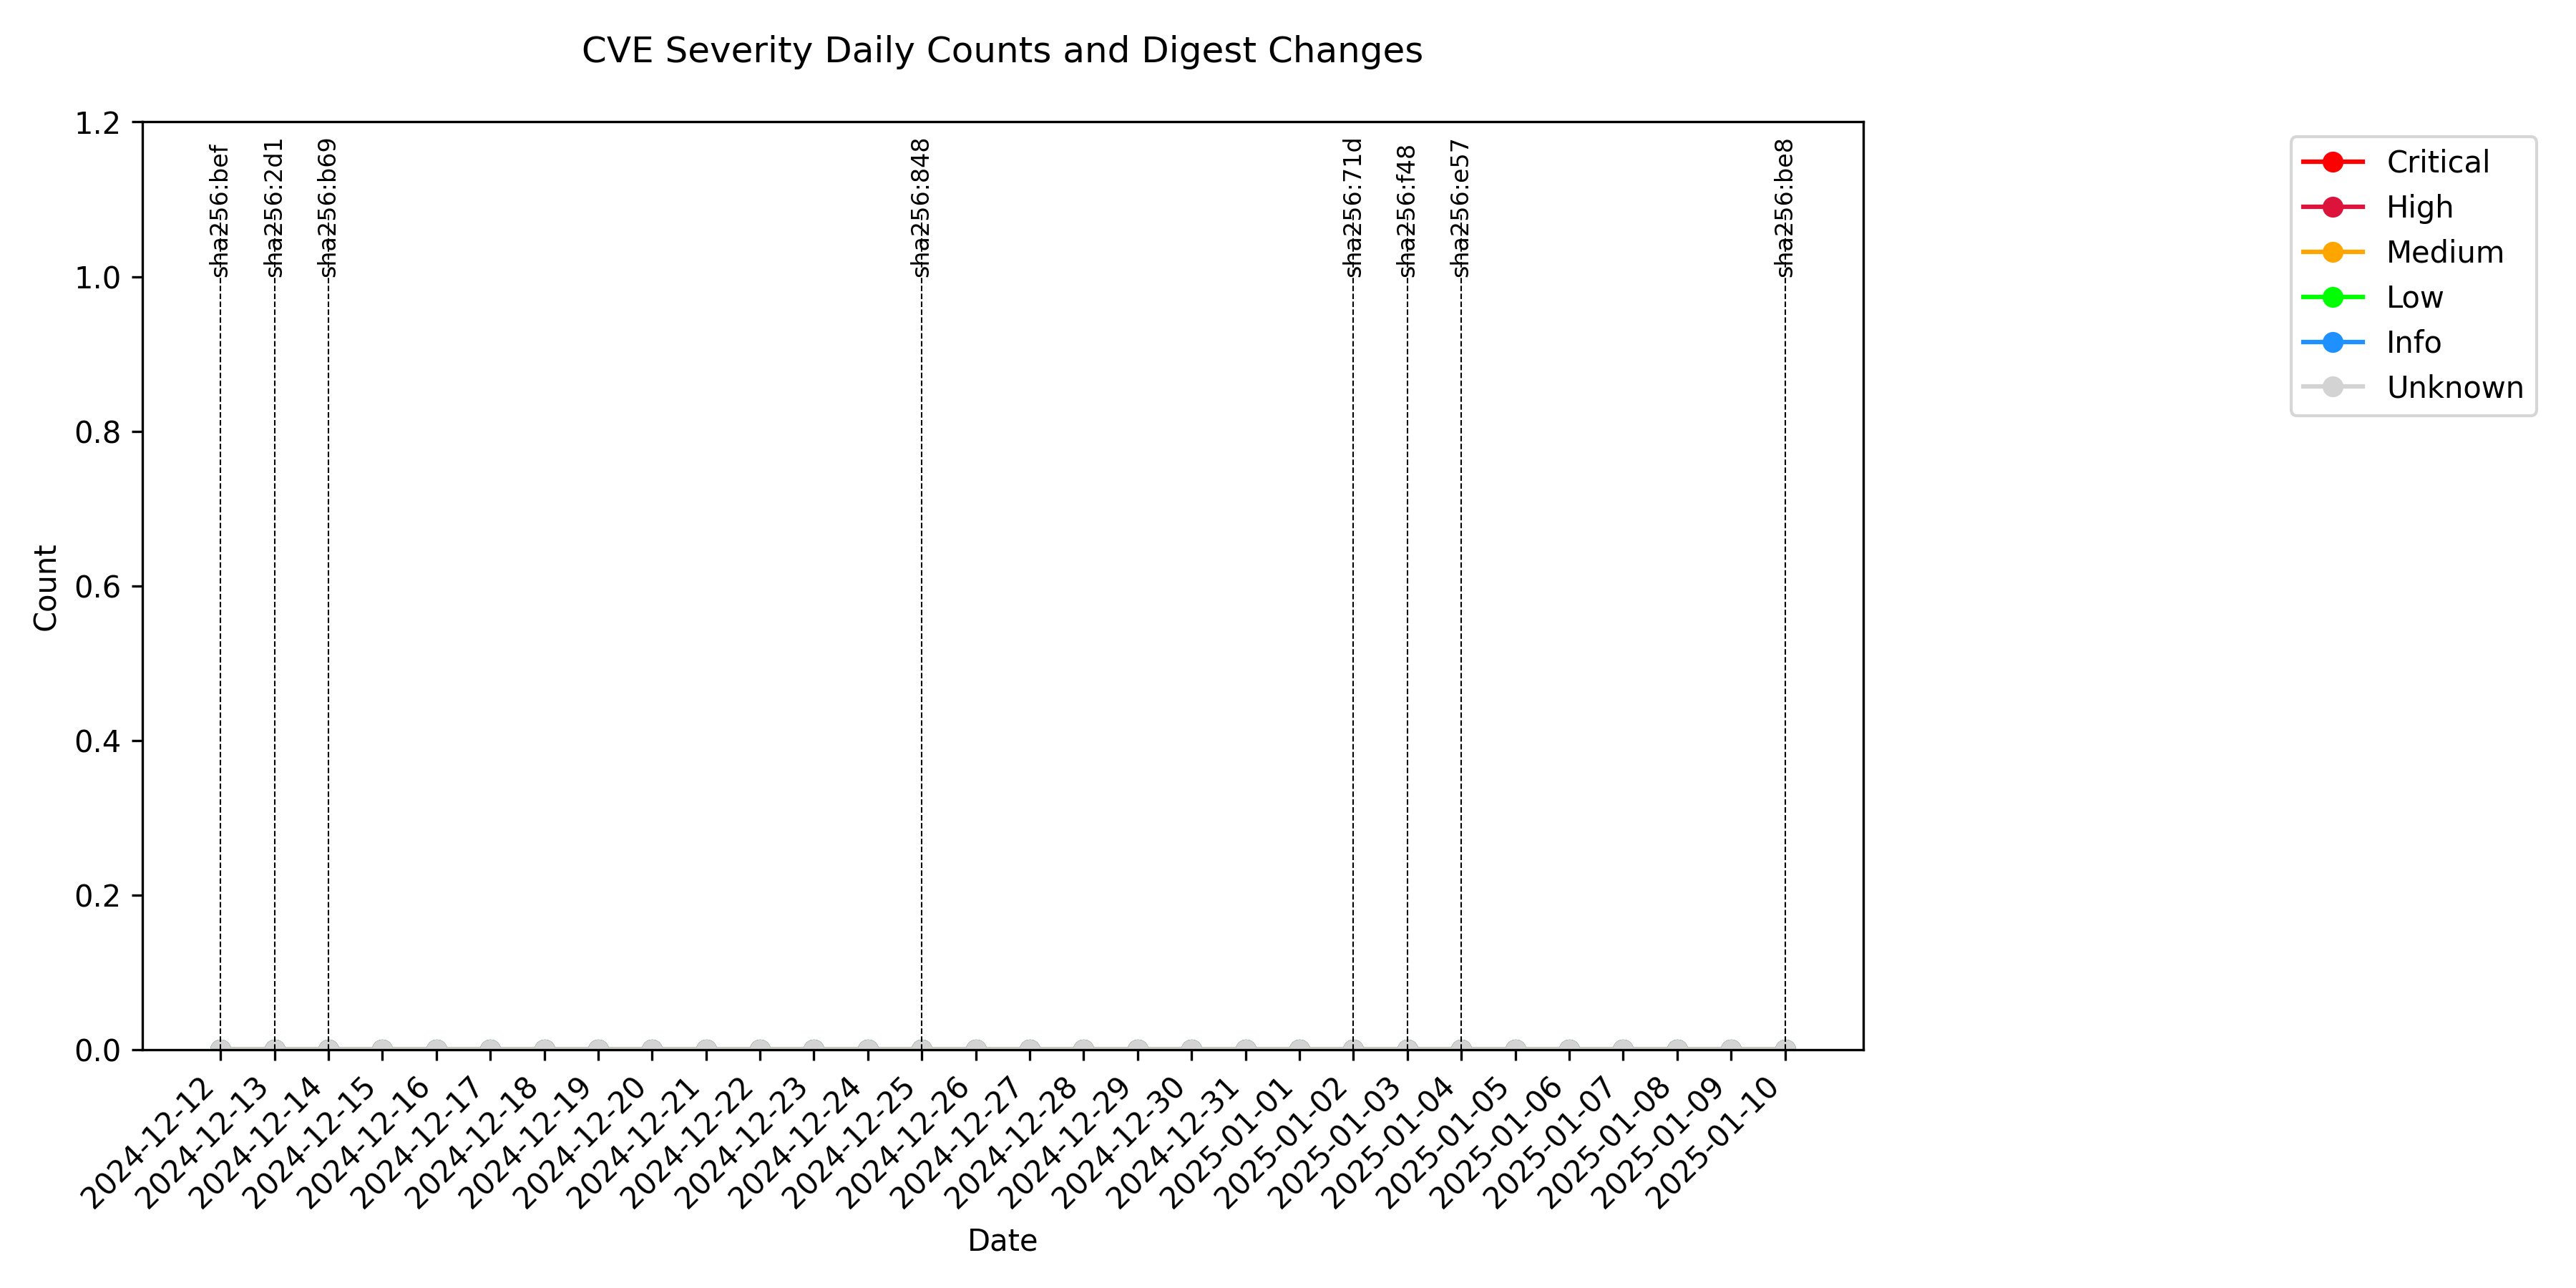 CVE Severity Daily Counts and Digest Changes
1.2
1.0
0.8
0.6
0.4
0.2
0.0
Count
sha256:bef
sha256:2d1
sha256:b69
sha256:848
sha256:71d
sha256:f48
sha256:e57
sha256:be8
Critical
High
Medium
Low
Info
Unknown
2024-12-12
2024-12-13
2024-12-14
2024-12-15
2024-12-16
2024-12-17
2024-12-18
2024-12-19
2024-12-20
2024-12-21
2024-12-22
2024-12-23
2024-12-24
2024-12-25
2024-12-26
2024-12-27
2024-12-28
2024-12-29
2024-12-30
2024-12-31
2025-01-01
2025-01-02
2025-01-03
2025-01-04
2025-01-05
2025-01-06
2025-01-07
2025-01-08
2025-01-09
2025-01-10
Date